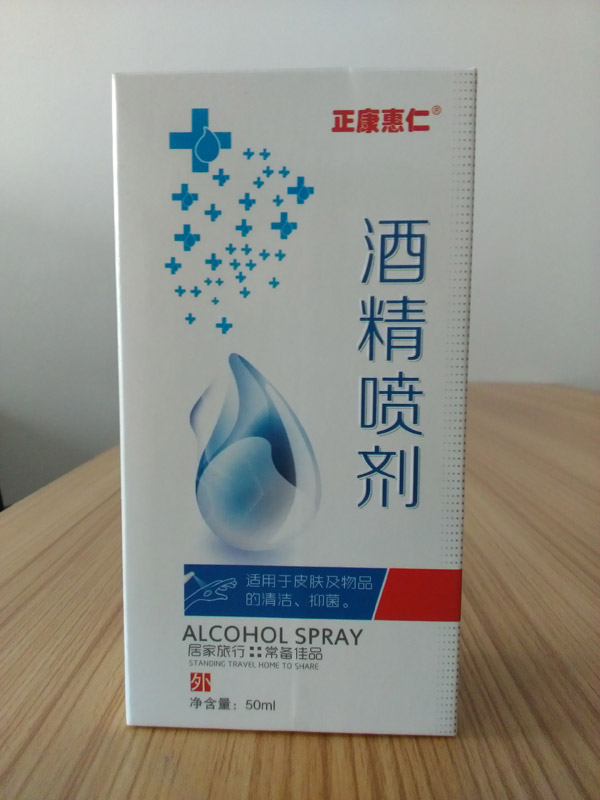 正康惠仁®
酒精喷剂
适用于皮肤及物品
的清洁、抑菌。
ALCOHOL SPRAY
居家旅行 常备佳品
STANDING TRAVEL HOME TO SHARE
外
净含量：50ml